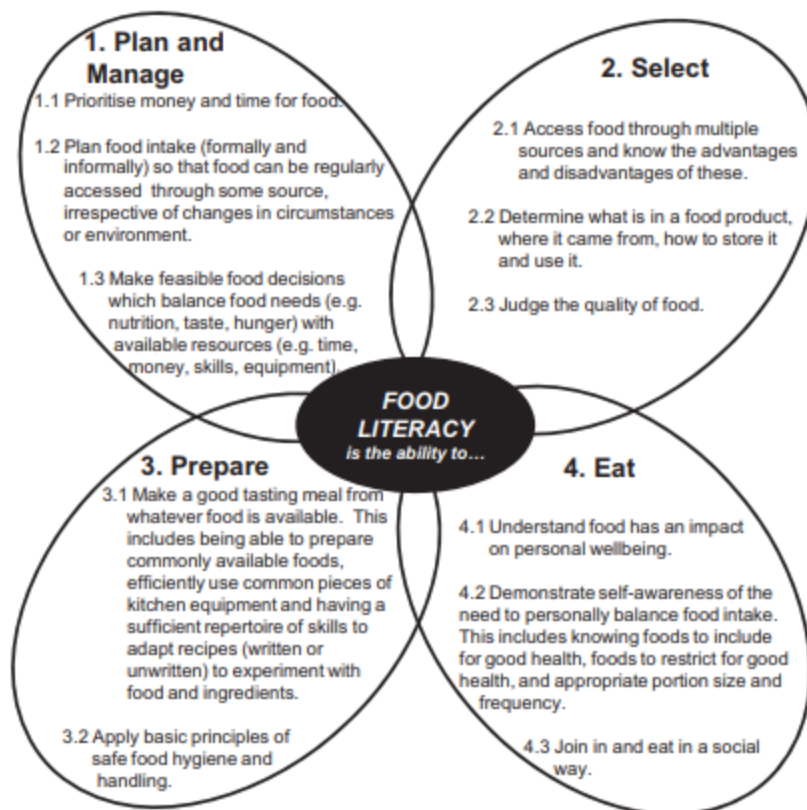 1. Plan and
Manage
1.1 Prioritise money and time for food.
1.2 Plan food intake (formally and
informally) so that food can be regularly
accessed through some source,
irrespective of changes in circumstances
or environment.
1.3 Make feasible food decisions
which balance food needs (e.g.
nutrition, taste, hunger) with
available resources (e.g. time,
money, skills, equipment).
2. Select
2.1 Access food through multiple
sources and know the advantages
and disadvantages of these.
2.2 Determine what is in a food product,
where it came from, how to store it
and use it.
2.3 Judge the quality of food.
FOOD
LITERACY
is the ability to...
3. Prepare
3.1 Make a good tasting meal from
whatever food is available. This
includes being able to prepare
commonly available foods,
efficiently use common pieces of
kitchen equipment and having a
sufficient repertoire of skills to
adapt recipes (written or
unwritten) to experiment with
food and ingredients.
3.2 Apply basic principles of
safe food hygiene and
handling.
4. Eat
4.1 Understand food has an impact
on personal wellbeing.
4.2 Demonstrate self-awareness of the
need to personally balance food intake.
This includes knowing foods to include
for good health, foods to restrict for good
health, and appropriate portion size and
frequency.
4.3 Join in and eat in a social
way.